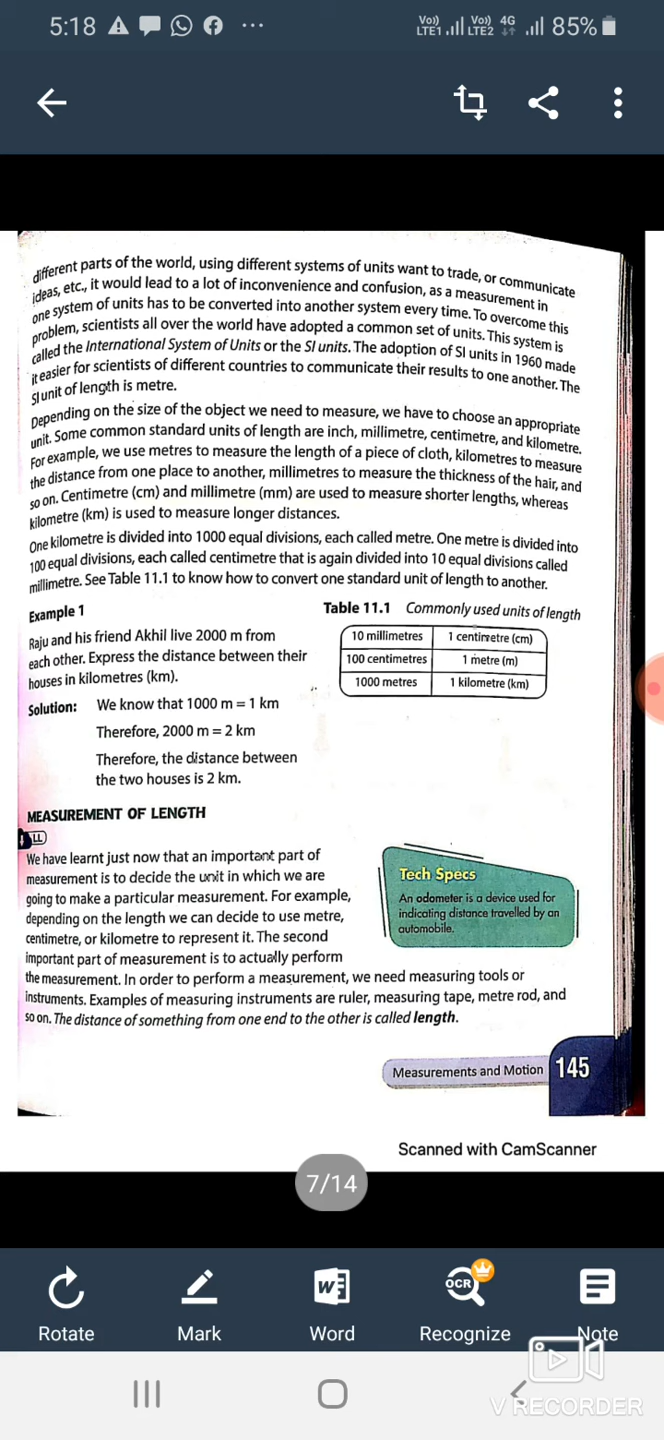 5:18
Vo)) LTE1 Vo)) LTE2 4G 85%
different parts of the world, using different systems of units want to trade, or communicate
ideas, etc., it would lead to a lot of inconvenience and confusion, as a measurement in
one system of units has to be converted into another system every time. To overcome this
problem, scientists all over the world have adopted a common set of units. This system is
called the International System of Units or the SI units. The adoption of SI units in 1960 made
it easier for scientists of different countries to communicate their results to one another. The
SI unit of length is metre.
Depending on the size of the object we need to measure, we have to choose an appropriate
unit. Some common standard units of length are inch, millimetre, centimetre, and kilometre.
For example, we use metres to measure the length of a piece of cloth, kilometres to measure
the distance from one place to another, millimetres to measure the thickness of the hair, and
so on. Centimetre (cm) and millimetre (mm) are used to measure shorter lengths, whereas
kilometre (km) is used to measure longer distances.
One kilometre is divided into 1000 equal divisions, each called metre. One metre is divided into
100 equal divisions, each called centimetre that is again divided into 10 equal divisions called
millimetre. See Table 11.1 to know how to convert one standard unit of length to another.
Example 1
Raju and his friend Akhil live 2000 m from
each other. Express the distance between their
houses in kilometres (km).
Solution: We know that 1000 m = 1 km
Therefore, 2000 m = 2 km
Therefore, the distance between
the two houses is 2 km.
Table 11.1 Commonly used units of length
10 millimetres 1 centimetre (cm)
100 centimetres 1 metre (m)
1000 metres 1 kilometre (km)
MEASUREMENT OF LENGTH
LL
We have learnt just now that an important part of
measurement is to decide the unit in which we are
going to make a particular measurement. For example,
depending on the length we can decide to use metre,
centimetre, or kilometre to represent it. The second
important part of measurement is to actually perform
the measurement. In order to perform a measurement, we need measuring tools or
instruments. Examples of measuring instruments are ruler, measuring tape, metre rod, and
so on. The distance of something from one end to the other is called length.
Tech Specs
An odometer is a device used for
indicating distance travelled by an
automobile.
Measurements and Motion 145
Scanned with CamScanner
7/14
W OCR
Rotate Mark Word Recognize Note
V RECORDER